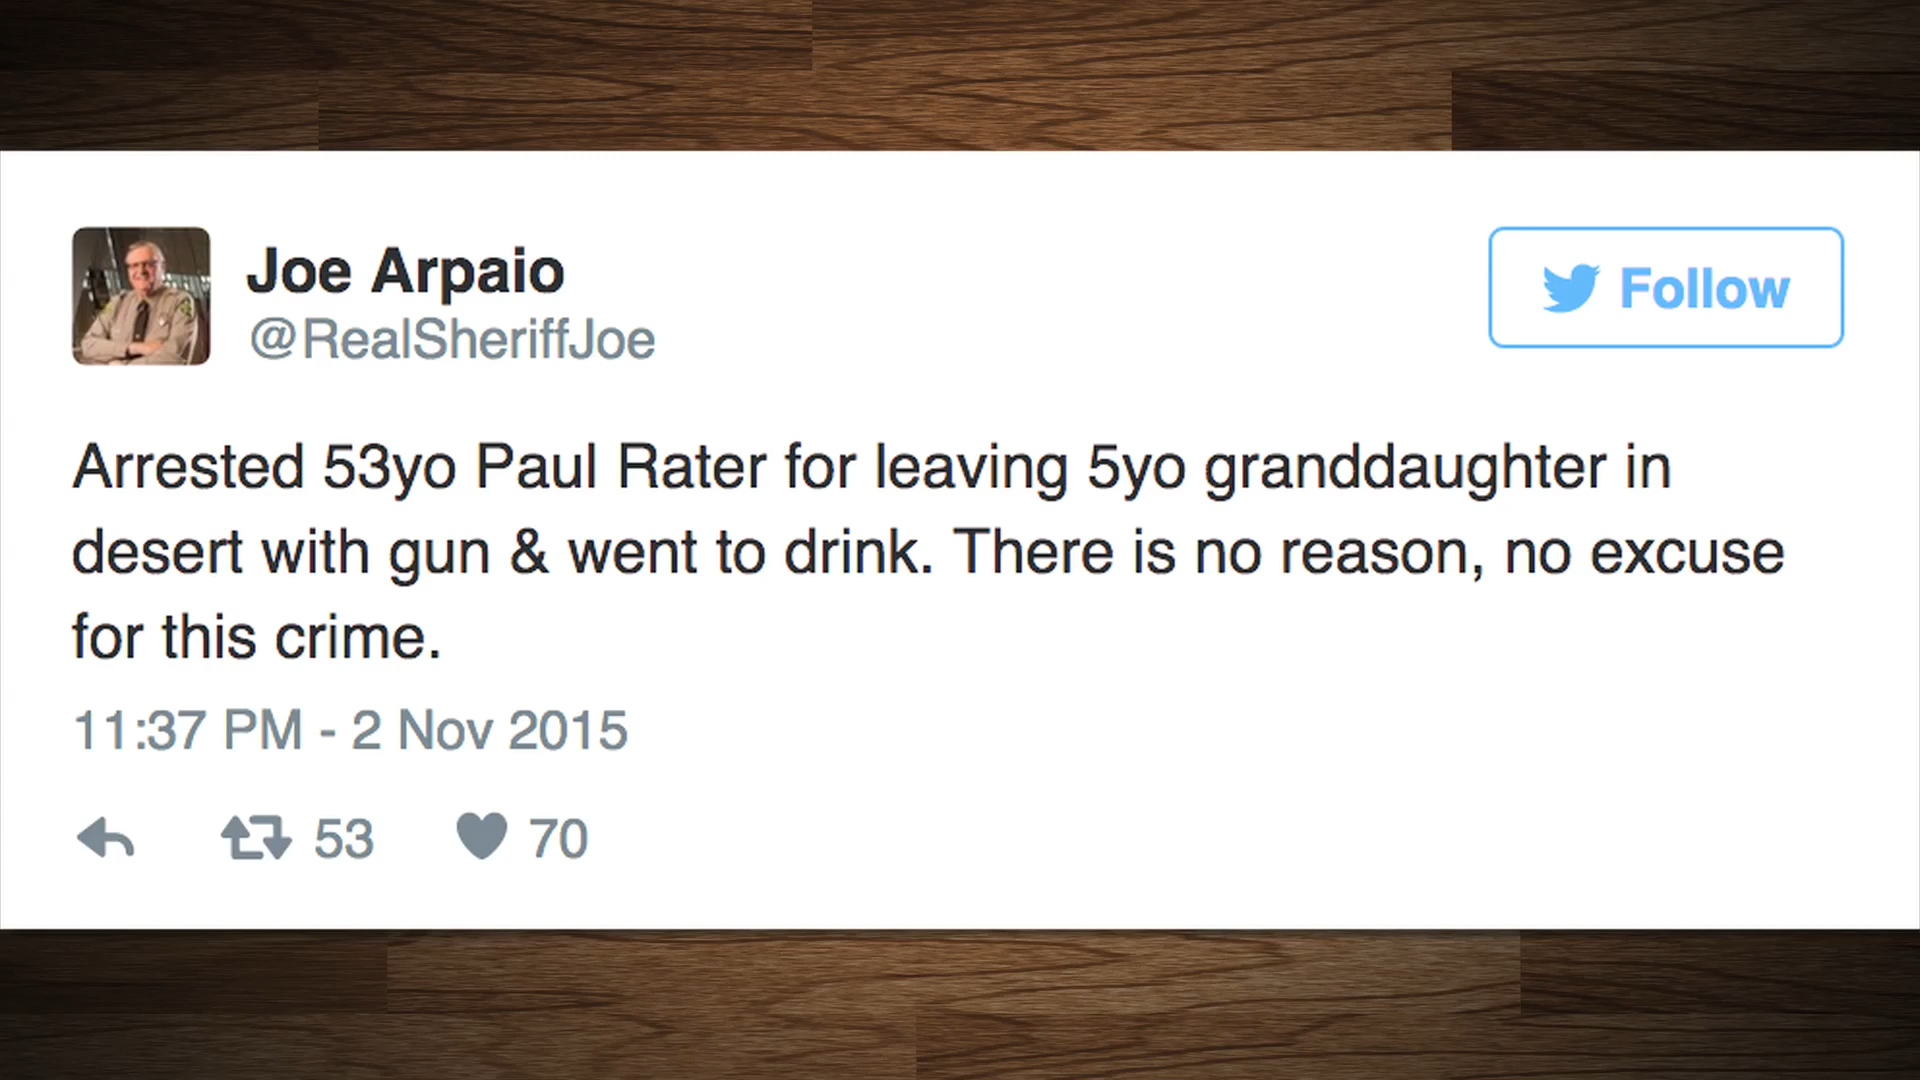 Joe Arpaio
@RealSheriffJoe
Follow
Arrested 53yo Paul Rater for leaving 5yo granddaughter in
desert with gun & went to drink. There is no reason, no excuse
for this crime.
11:37 PM - 2 Nov 2015
53 70